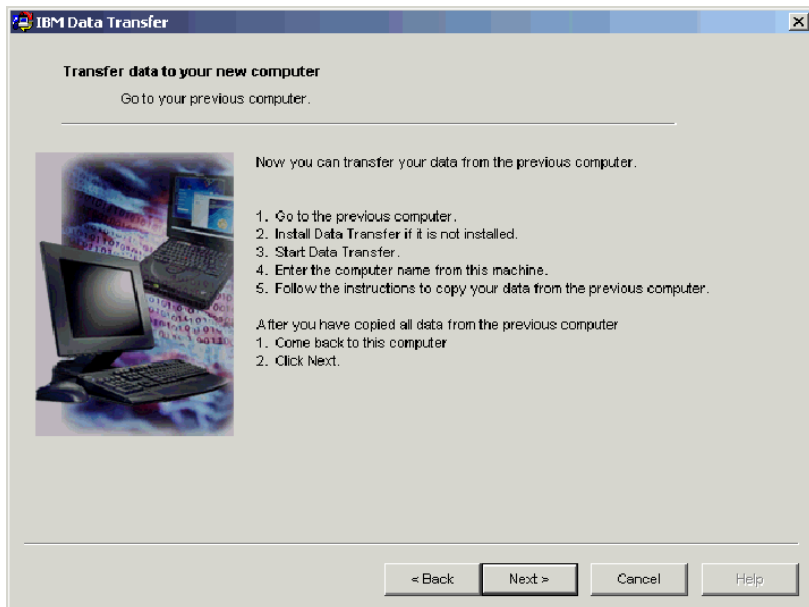 IBM Data Transfer
Transfer data to your new computer
Go to your previous computer.
Now you can transfer your data from the previous computer.
1. Go to the previous computer.
2. Install Data Transfer if it is not installed.
3. Start Data Transfer.
4. Enter the computer name from this machine.
5. Follow the instructions to copy your data from the previous computer.
After you have copied all data from the previous computer
1. Come back to this computer
2. Click Next.
< Back
Next >
Cancel
Help